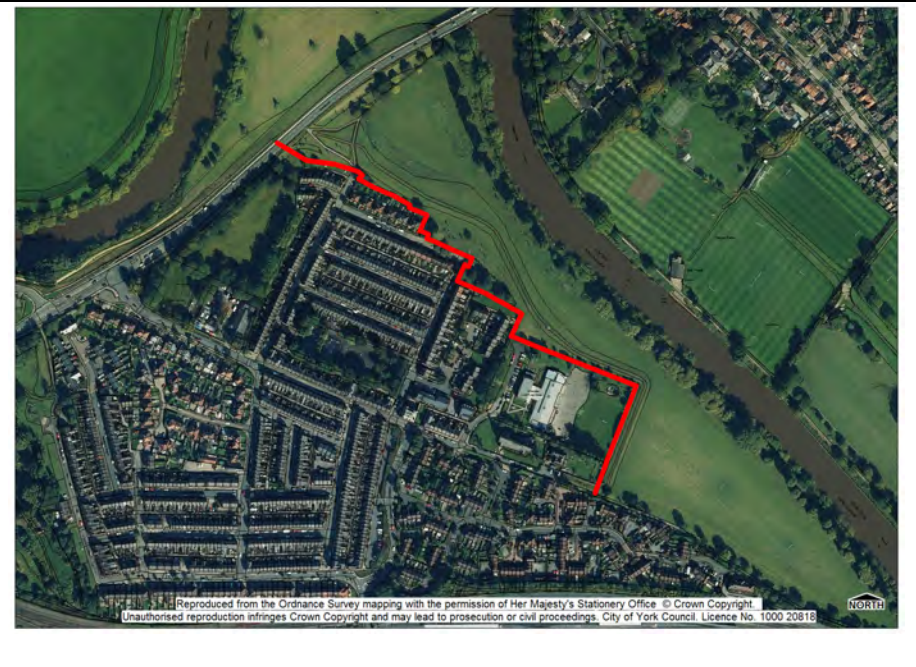 Reproduced from the Ordnance Survey mapping with the permission of Her Majesty's Stationery Office © Crown Copyright.
Unauthorised reproduction infringes Crown Copyright and may lead to prosecution or civil proceedings. City of York Council. Licence No. 1000 20818
NORTH